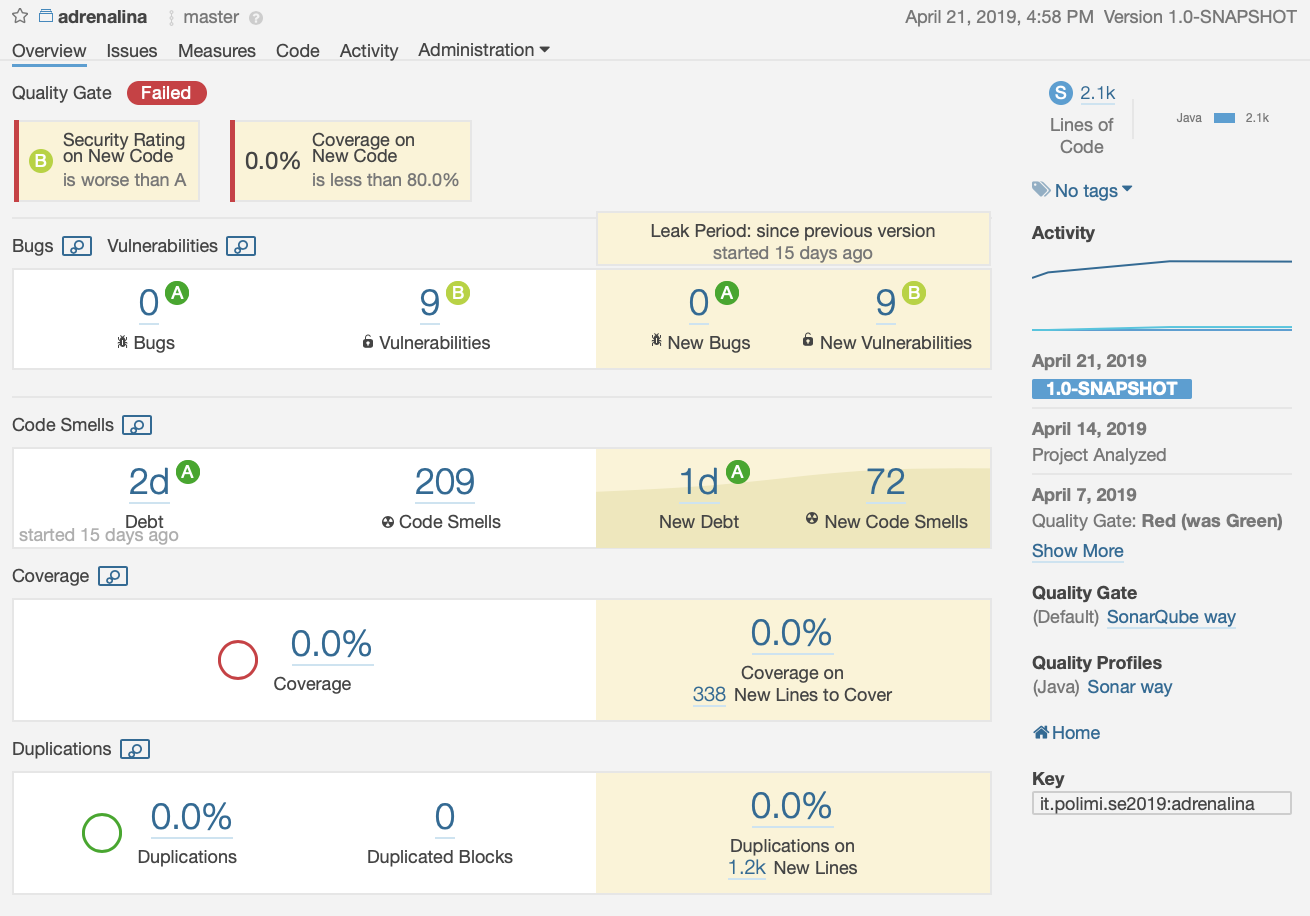 adrenalina master ? April 21, 2019, 4:58 PM Version 1.0-SNAPSHOT
Overview Issues Measures Code Activity Administration
Quality Gate Failed
B Security Rating
on New Code
is worse than A
0.0% Coverage on
New Code
is less than 80.0%
Leak Period: since previous version
started 15 days ago
Bugs Vulnerabilities
0 A
Bugs
9 B
Vulnerabilities
0 A
New Bugs
9 B
New Vulnerabilities
Code Smells
2d A
Debt
started 15 days ago
209
Code Smells
1d A
New Debt
72
New Code Smells
Coverage
0.0%
Coverage
0.0%
Coverage on
338 New Lines to Cover
Duplications
0.0%
Duplications
0
Duplicated Blocks
0.0%
Duplications on
1.2k New Lines
S 2.1k
Lines of
Code
Java 2.1k
No tags
Activity
April 21, 2019
1.0-SNAPSHOT
April 14, 2019
Project Analyzed
April 7, 2019
Quality Gate: Red (was Green)
Show More
Quality Gate
(Default) SonarQube way
Quality Profiles
(Java) Sonar way
Home
Key
it.polimi.se2019:adrenalina